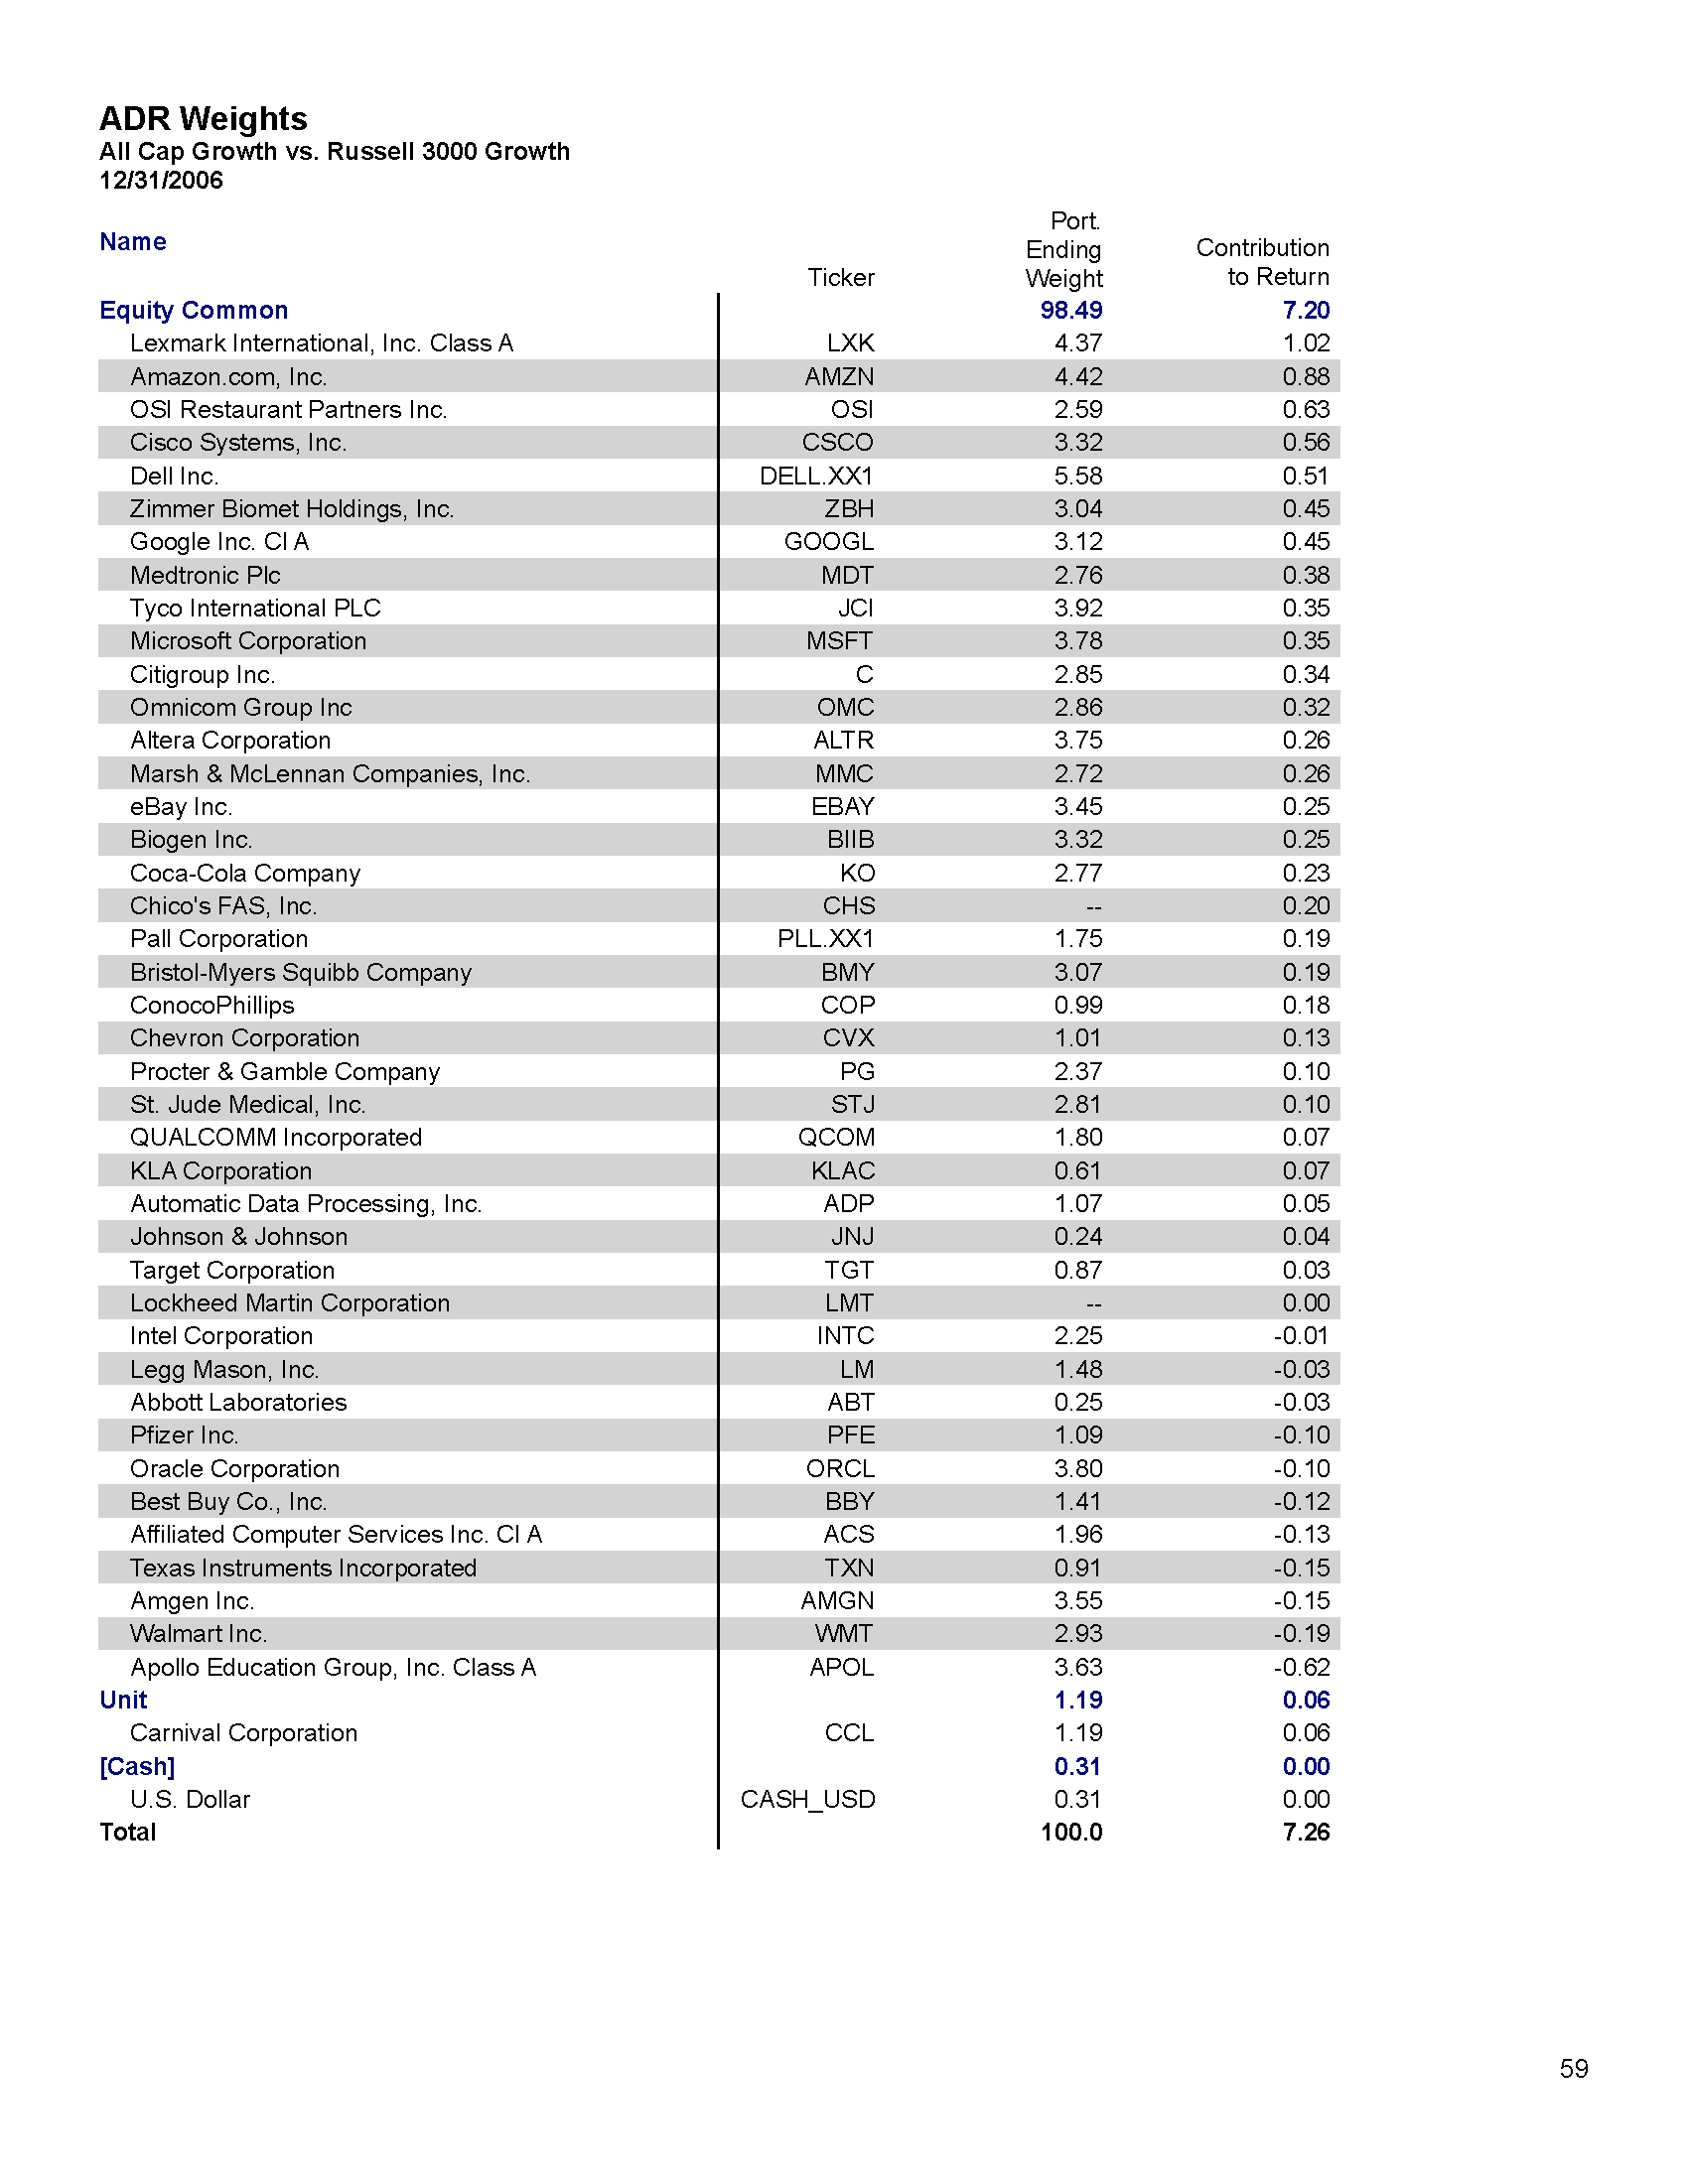 ADR Weights
All Cap Growth vs. Russell 3000 Growth
12/31/2006
Name Ticker Port. Ending Weight Contribution to Return
Equity Common 98.49 7.20
Lexmark International, Inc. Class A LXK 4.37 1.02
Amazon.com, Inc. AMZN 4.42 0.88
OSI Restaurant Partners Inc. OSI 2.59 0.63
Cisco Systems, Inc. CSCO 3.32 0.56
Dell Inc. DELL.XX1 5.58 0.51
Zimmer Biomet Holdings, Inc. ZBH 3.04 0.45
Google Inc. Cl A GOOGL 3.12 0.45
Medtronic Plc MDT 2.76 0.38
Tyco International PLC JCI 3.92 0.35
Microsoft Corporation MSFT 3.78 0.35
Citigroup Inc. C 2.85 0.34
Omnicom Group Inc OMC 2.86 0.32
Altera Corporation ALTR 3.75 0.26
Marsh & McLennan Companies, Inc. MMC 2.72 0.26
eBay Inc. EBAY 3.45 0.25
Biogen Inc. BIIB 3.32 0.25
Coca-Cola Company KO 2.77 0.23
Chico's FAS, Inc. CHS -- 0.20
Pall Corporation PLL.XX1 1.75 0.19
Bristol-Myers Squibb Company BMY 3.07 0.19
ConocoPhillips COP 0.99 0.18
Chevron Corporation CVX 1.01 0.13
Procter & Gamble Company PG 2.37 0.10
St. Jude Medical, Inc. STJ 2.81 0.10
QUALCOMM Incorporated QCOM 1.80 0.07
KLA Corporation KLAC 0.61 0.07
Automatic Data Processing, Inc. ADP 1.07 0.05
Johnson & Johnson JNJ 0.24 0.04
Target Corporation TGT 0.87 0.03
Lockheed Martin Corporation LMT -- 0.00
Intel Corporation INTC 2.25 -0.01
Legg Mason, Inc. LM 1.48 -0.03
Abbott Laboratories ABT 0.25 -0.03
Pfizer Inc. PFE 1.09 -0.10
Oracle Corporation ORCL 3.80 -0.10
Best Buy Co., Inc. BBY 1.41 -0.12
Affiliated Computer Services Inc. Cl A ACS 1.96 -0.13
Texas Instruments Incorporated TXN 0.91 -0.15
Amgen Inc. AMGN 3.55 -0.15
Walmart Inc. WMT 2.93 -0.19
Apollo Education Group, Inc. Class A APOL 3.63 -0.62
Unit 1.19 0.06
Carnival Corporation CCL 1.19 0.06
[Cash] 0.31 0.00
U.S. Dollar CASH_USD 0.31 0.00
Total 100.0 7.26
59